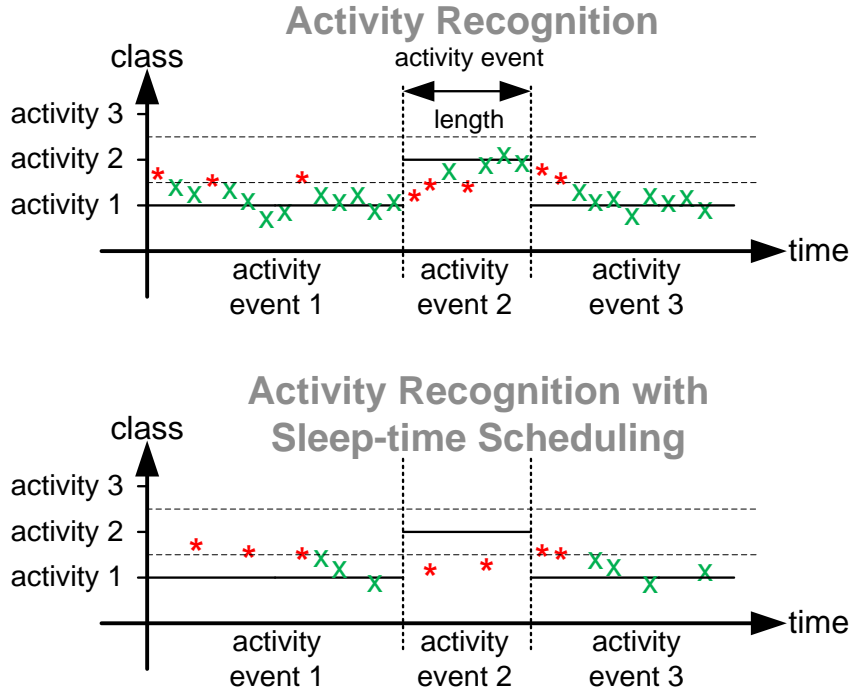 Activity Recognition
class
activity event
activity 3
length
activity 2
activity 1
time
activity
event 1
activity
event 2
activity
event 3
Activity Recognition with
Sleep-time Scheduling
class
activity 3
activity 2
activity 1
time
activity
event 1
activity
event 2
activity
event 3